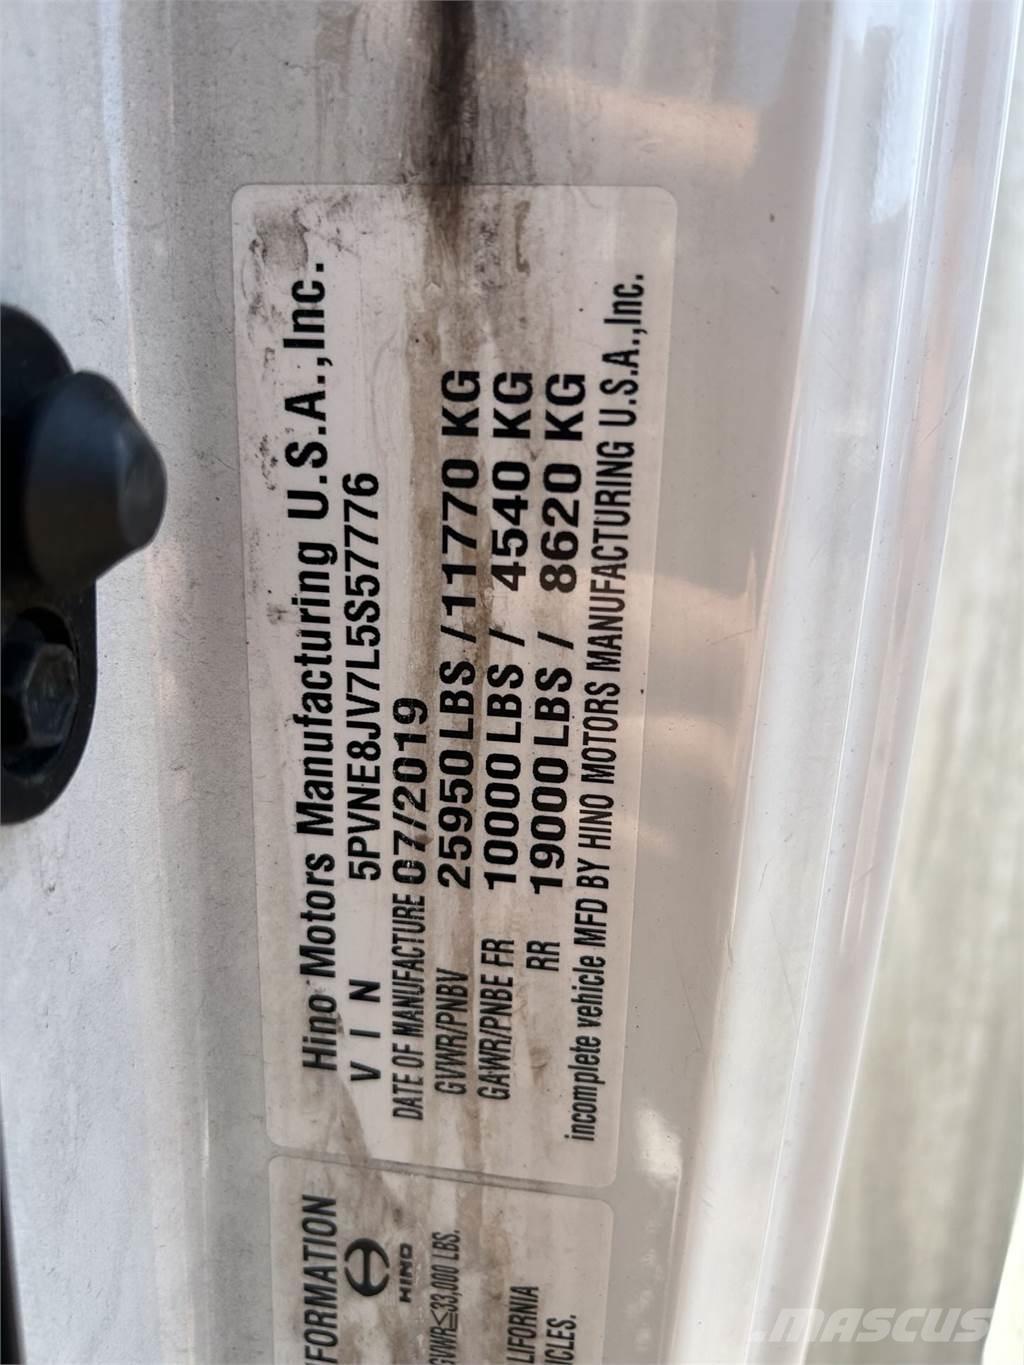 Hino Motors Manufacturing U.S.A.,Inc.
VIN 5PVNE8JV7L5S57776
DATE OF MANUFACTURE 07/2019
GVWR/PNBV 25950 LBS / 11770 KG
GAWR/PNBE FR 10000 LBS / 4540 KG
RR 19000 LBS / 8620 KG
incomplete vehicle MFD BY HINO MOTORS MANUFACTURING U.S.A.,Inc.
FORMATION
HINO
GVWR≤33,000 LBS.
LIFORNIA
ICLES.
MASCUS